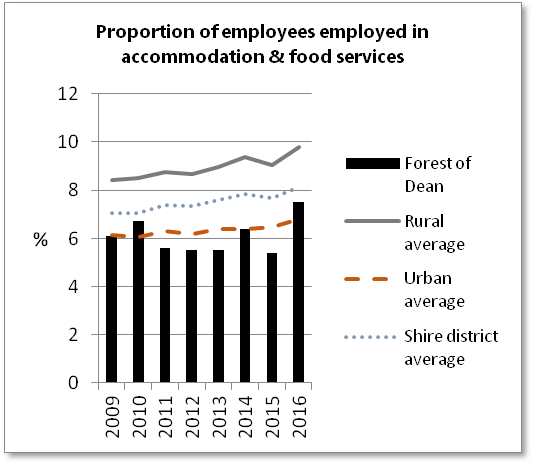 Proportion of employees employed in
accommodation & food services
12
10
8
6
4
2
0
%
2009
2010
2011
2012
2013
2014
2015
2016
Forest of
Dean
Rural
average
Urban
average
Shire district
average